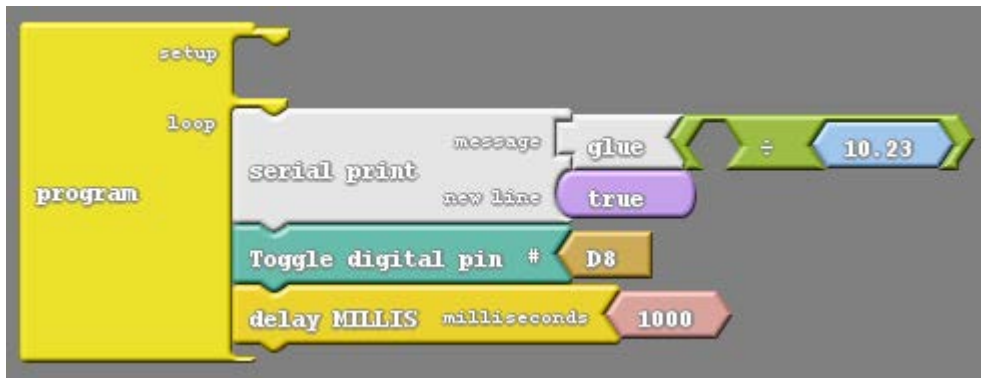 setup
loop
program
serial print
message
glue
÷
10.23
new line
true
Toggle digital pin # D8
delay MILLIS milliseconds 1000